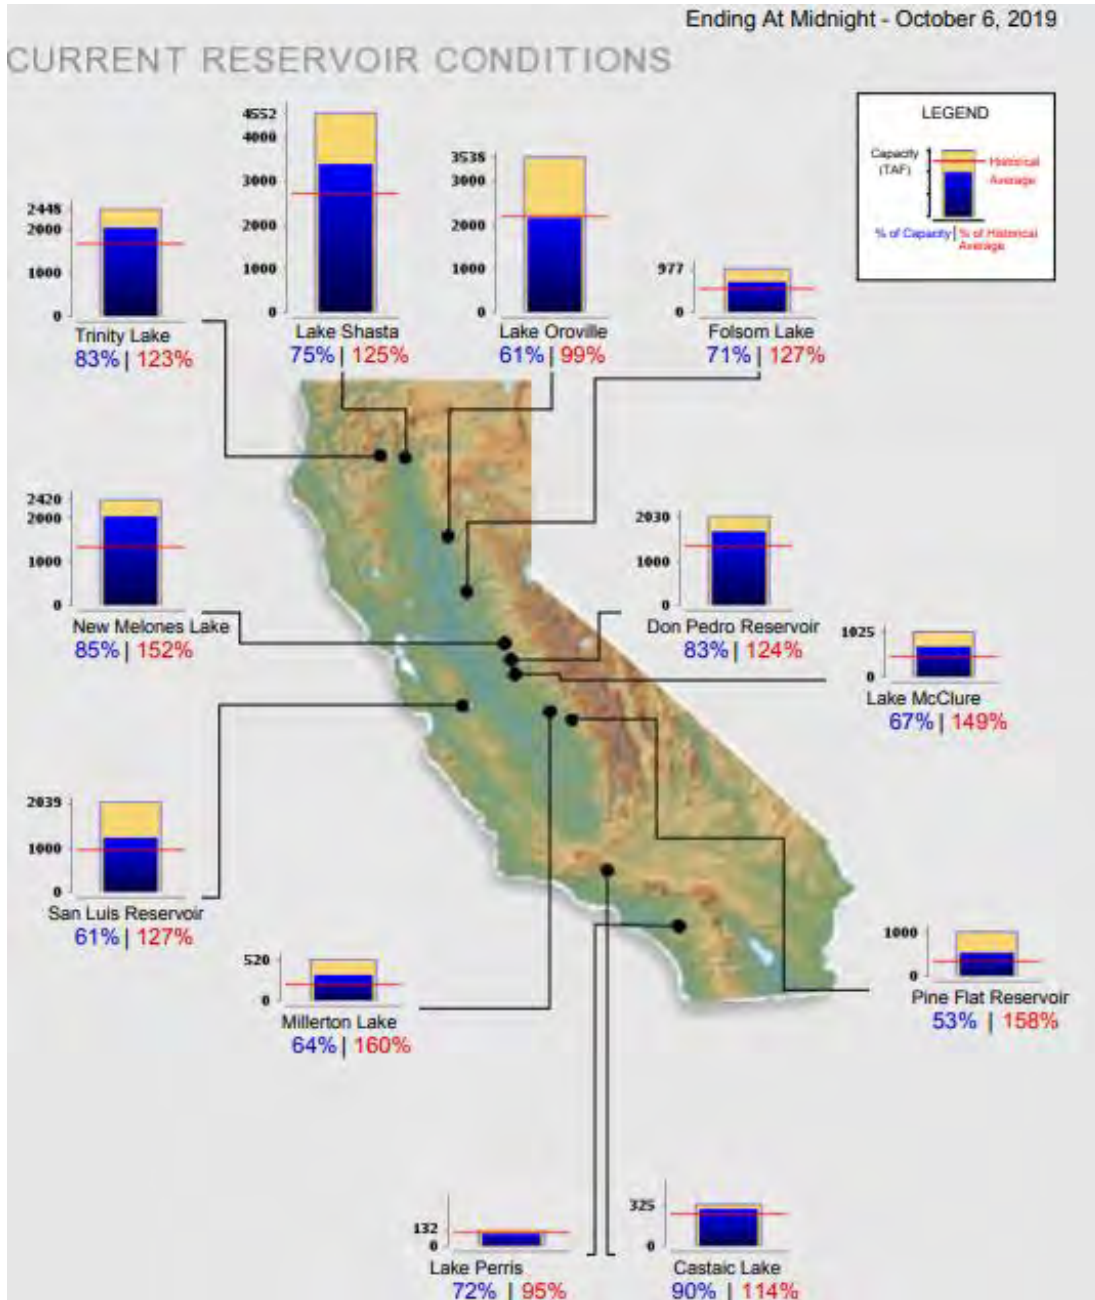 Ending At Midnight - October 6, 2019
CURRENT RESERVOIR CONDITIONS
LEGEND
Capacity
(TAF)
Historical
Average
% of Capacity | % of Historical
Average
2448
2000
1000
0
Trinity Lake
83% | 123%
4552
4000
3000
2000
1000
0
Lake Shasta
75% | 125%
3538
3000
2000
1000
0
Lake Oroville
61% | 99%
977
0
Folsom Lake
71% | 127%
2420
2000
1000
0
New Melones Lake
85% | 152%
2030
1000
0
Don Pedro Reservoir
83% | 124%
1025
0
Lake McClure
67% | 149%
2039
1000
0
San Luis Reservoir
61% | 127%
520
0
Millerton Lake
64% | 160%
1000
0
Pine Flat Reservoir
53% | 158%
132
0
Lake Perris
72% | 95%
325
0
Castaic Lake
90% | 114%